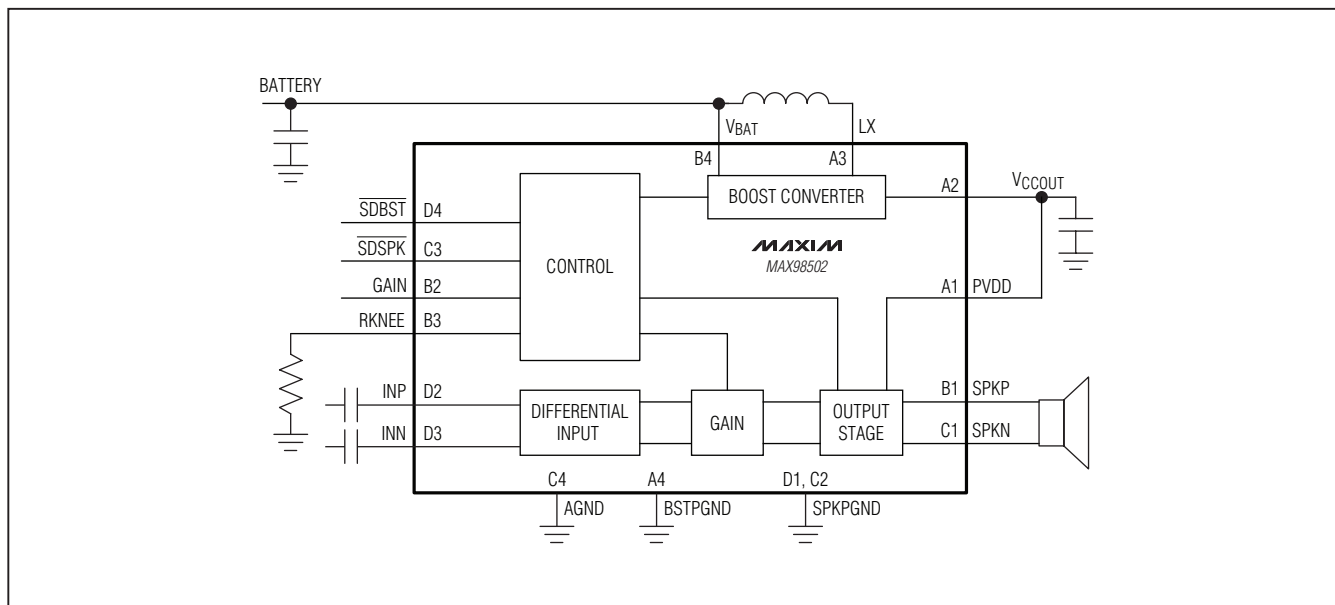 BATTERY
VBAT
LX
B4
A3
BOOST CONVERTER
A2
VCCOUT
SDBST
D4
SDSPK
C3
CONTROL
MAXIM
MAX98502
GAIN
B2
A1
PVDD
RKNEE
B3
INP
D2
DIFFERENTIAL
INPUT
GAIN
OUTPUT
STAGE
B1
SPKP
INN
D3
C1
SPKN
C4
A4
D1, C2
AGND
BSTPGND
SPKPGND